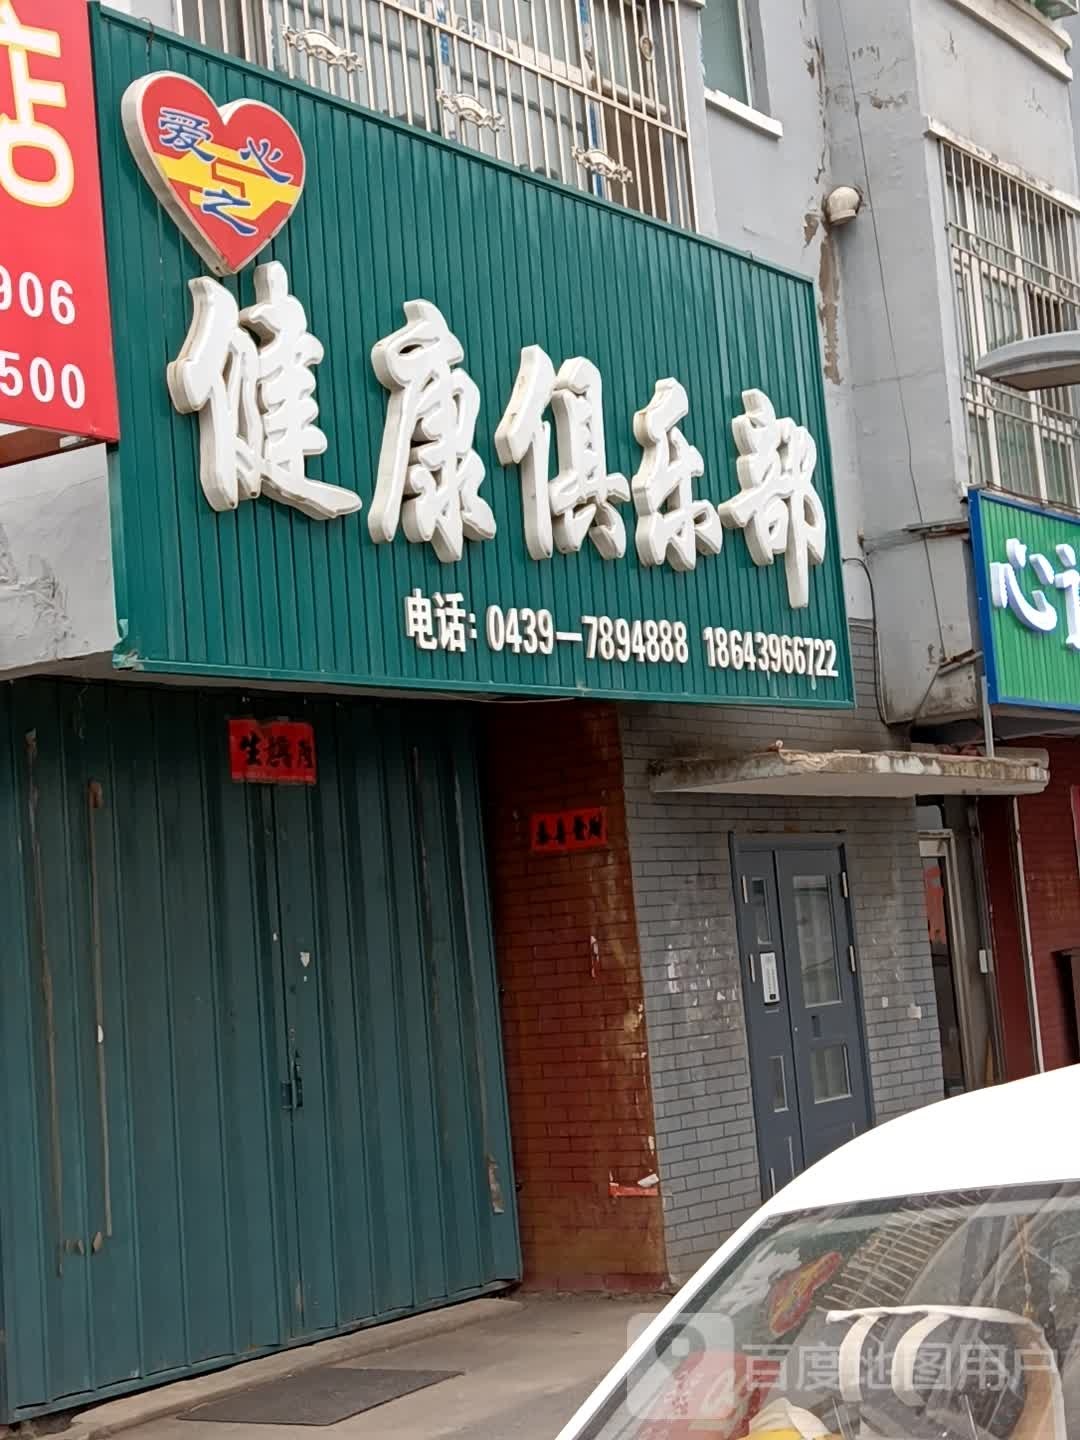 店
906
500
爱心
之
健康俱乐部
电话：0439-7894888 18643966722
心
百度地图用户